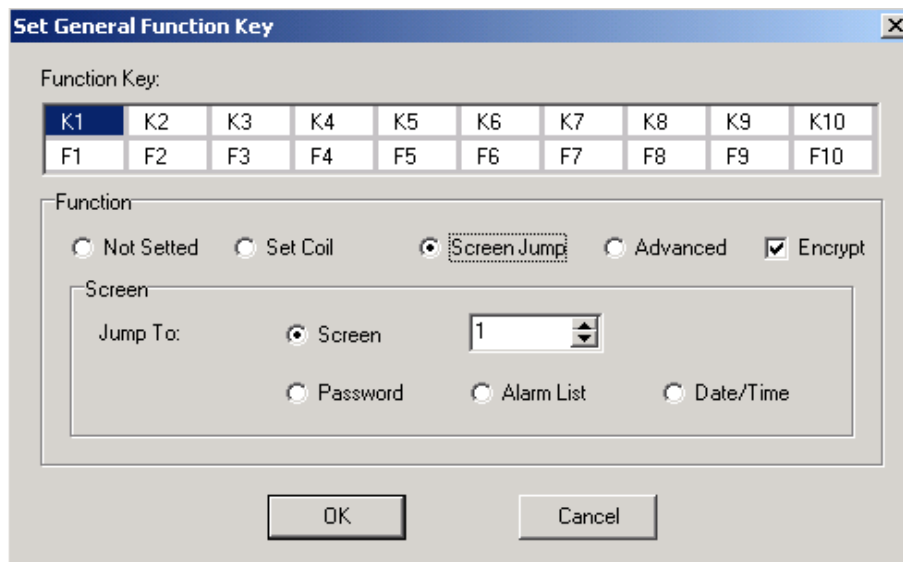 Set General Function Key
Function Key:
K1 K2 K3 K4 K5 K6 K7 K8 K9 K10
F1 F2 F3 F4 F5 F6 F7 F8 F9 F10
Function
Not Setted Set Coil Screen Jump Advanced Encrypt
Screen
Jump To: Screen 1
Password Alarm List Date/Time
OK Cancel